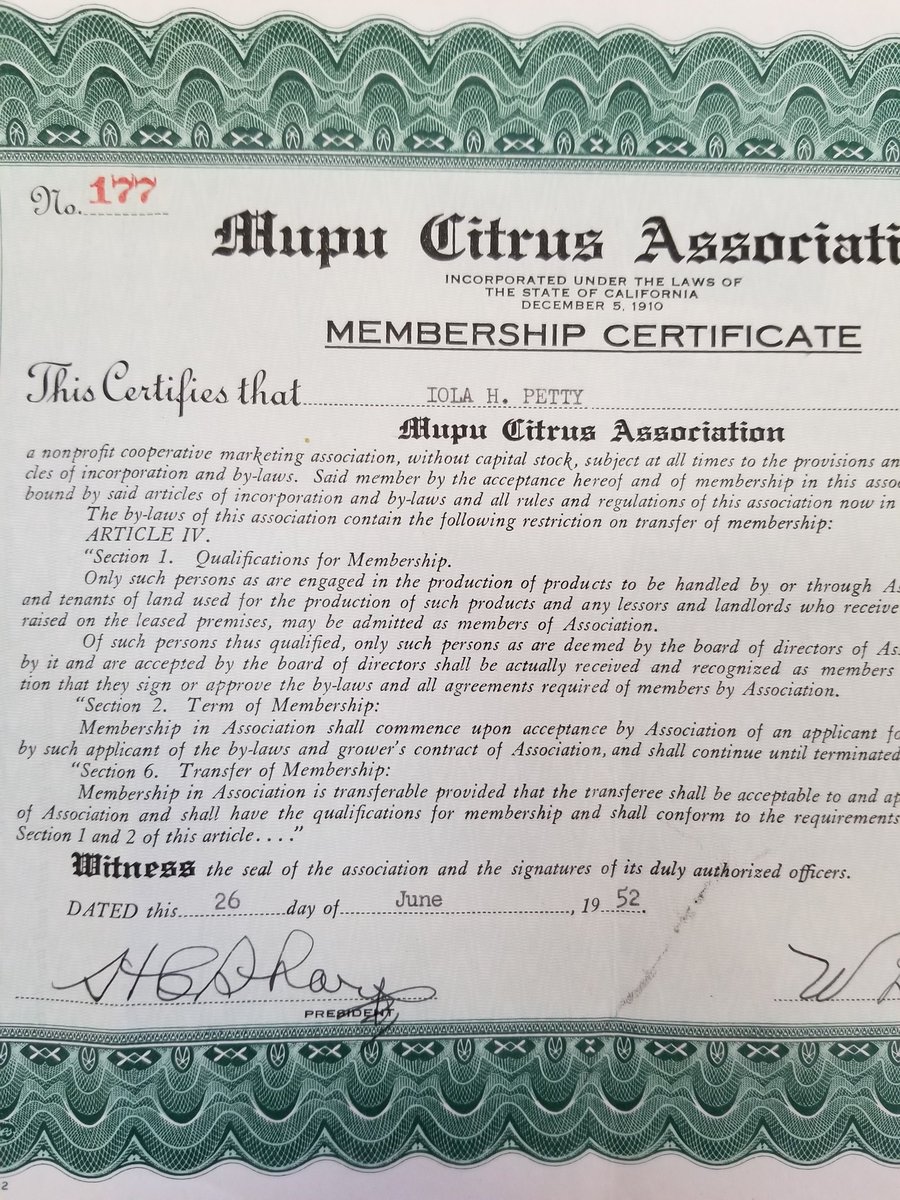 No. 177
Mupu Citrus Associati
INCORPORATED UNDER THE LAWS OF
THE STATE OF CALIFORNIA
DECEMBER 5, 1910
MEMBERSHIP CERTIFICATE
This Certifies that IOLA H. PETTY
Mupu Citrus Association
a nonprofit cooperative marketing association, without capital stock, subject at all times to the provisions an
cles of incorporation and by-laws. Said member by the acceptance hereof and of membership in this asso
bound by said articles of incorporation and by-laws and all rules and regulations of this association now in
The by-laws of this association contain the following restriction on transfer of membership:
ARTICLE IV.
"Section 1. Qualifications for Membership.
Only such persons as are engaged in the production of products to be handled by or through As
and tenants of land used for the production of such products and any lessors and landlords who receive
raised on the leased premises, may be admitted as members of Association.
Of such persons thus qualified, only such persons as are deemed by the board of directors of As
by it and are accepted by the board of directors shall be actually received and recognized as members
tion that they sign or approve the by-laws and all agreements required of members by Association.
"Section 2. Term of Membership:
Membership in Association shall commence upon acceptance by Association of an applicant fo
by such applicant of the by-laws and grower's contract of Association, and shall continue until terminated
"Section 6. Transfer of Membership:
Membership in Association is transferable provided that the transferee shall be acceptable to and ap
of Association and shall have the qualifications for membership and shall conform to the requirements
Section 1 and 2 of this article...."
Witness the seal of the association and the signatures of its duly authorized officers.
DATED this 26 day of June, 19 52.
W
PRESIDENT
2